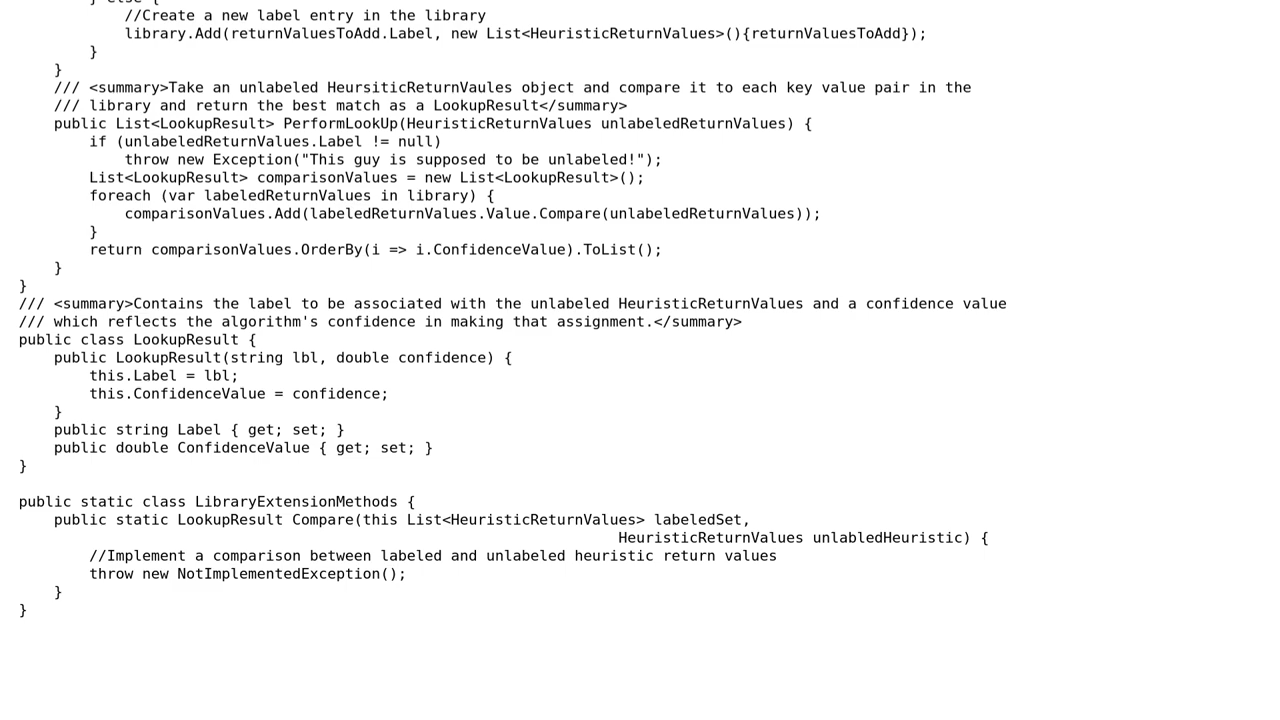 } else {
//Create a new label entry in the library
library.Add(returnValuesToAdd.Label, new List<HeuristicReturnValues>(){returnValuesToAdd});
}
}
/// <summary>Take an unlabeled HeursiticReturnVaules object and compare it to each key value pair in the
/// library and return the best match as a LookupResult</summary>
public List<LookupResult> PerformLookUp(HeuristicReturnValues unlabeledReturnValues) {
if (unlabeledReturnValues.Label != null)
throw new Exception("This guy is supposed to be unlabeled!");
List<LookupResult> comparisonValues = new List<LookupResult>();
foreach (var labeledReturnValues in library) {
comparisonValues.Add(labeledReturnValues.Value.Compare(unlabeledReturnValues));
}
return comparisonValues.OrderBy(i => i.ConfidenceValue).ToList();
}
}
/// <summary>Contains the label to be associated with the unlabeled HeuristicReturnValues and a confidence value
/// which reflects the algorithm's confidence in making that assignment.</summary>
public class LookupResult {
public LookupResult(string lbl, double confidence) {
this.Label = lbl;
this.ConfidenceValue = confidence;
}
public string Label { get; set; }
public double ConfidenceValue { get; set; }
}
public static class LibraryExtensionMethods {
public static LookupResult Compare(this List<HeuristicReturnValues> labeledSet,
HeuristicReturnValues unlabledHeuristic) {
//Implement a comparison between labeled and unlabeled heuristic return values
throw new NotImplementedException();
}
}